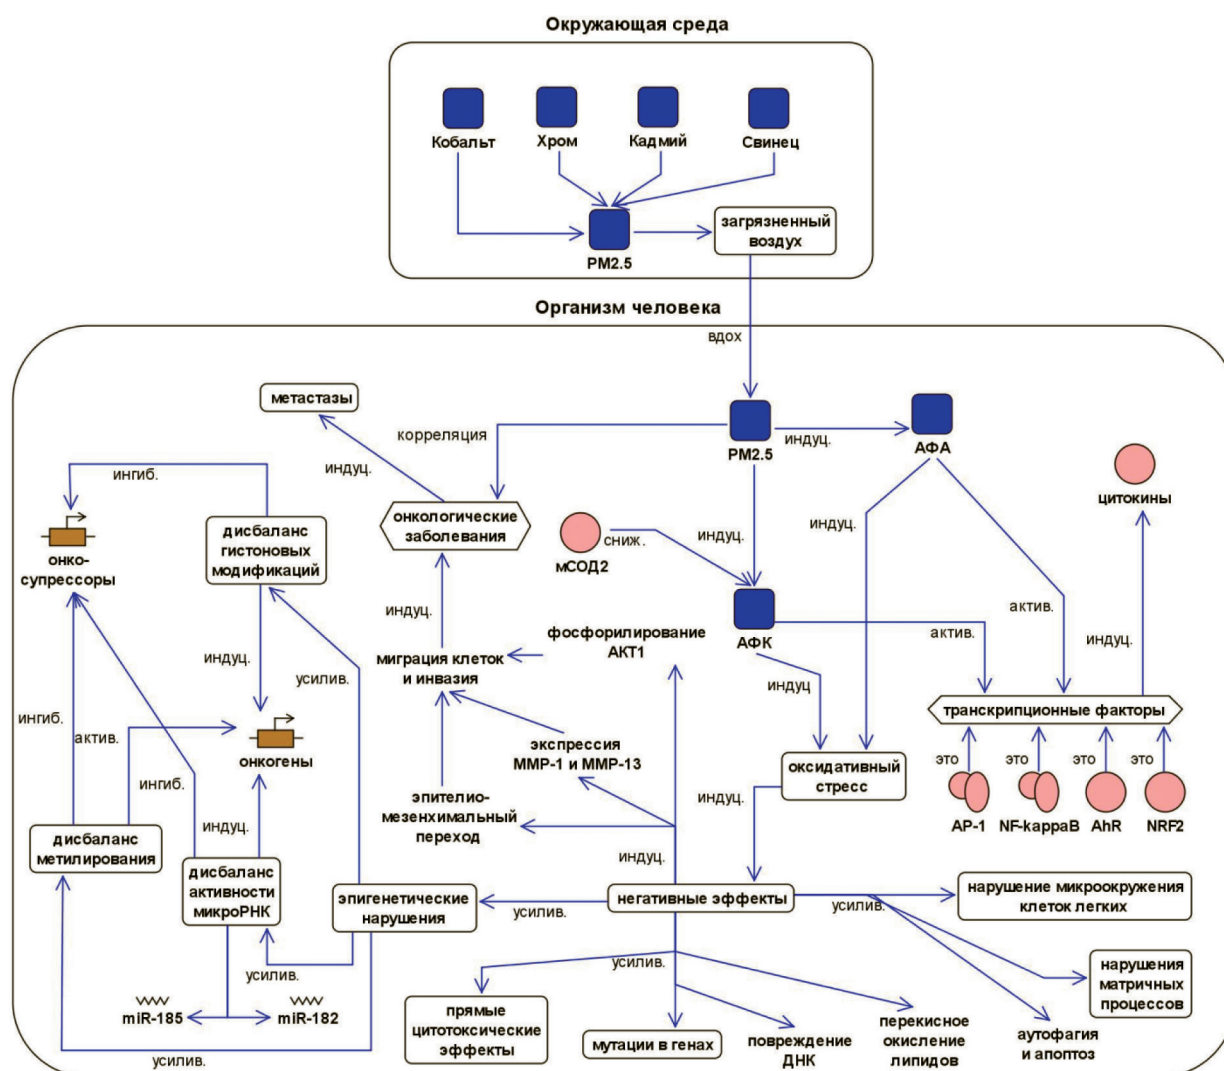 Окружающая среда
Кобальт
Хром
Кадмий
Свинец
PM2.5
загрязненный
воздух
Организм человека
вдох
метастазы
корреляция
PM2.5
индуц.
АФА
ингиб.
индуц.
цитокины
онко-
супрессоры
дисбаланс
гистоновых
модификаций
онкологические
заболевания
мСОД2
сниж.
индуц.
индуц.
АФК
актив.
актив.
индуц.
индуц.
фосфорилирование
АКТ1
индуц.
усилив.
миграция клеток
и инвазия
индуц
транскрипционные факторы
ингиб.
актив.
онкогены
экспрессия
ММР-1 и ММР-13
оксидативный
стресс
это
это
это
это
AP-1
NF-kappaB
AhR
NRF2
ингиб.
индуц.
эпителио-
мезенхимальный
переход
индуц.
дисбаланс
метилирования
дисбаланс
активности
микроРНК
индуц.
эпигенетические
нарушения
усилив.
негативные эффекты
усилив.
нарушение микроокружения
клеток легких
усилив.
усилив.
нарушения
матричных
процессов
miR-185
miR-182
прямые
цитотоксические
эффекты
мутации в генах
повреждение
ДНК
перекисное
окисление
липидов
аутофагия
и апоптоз
усилив.